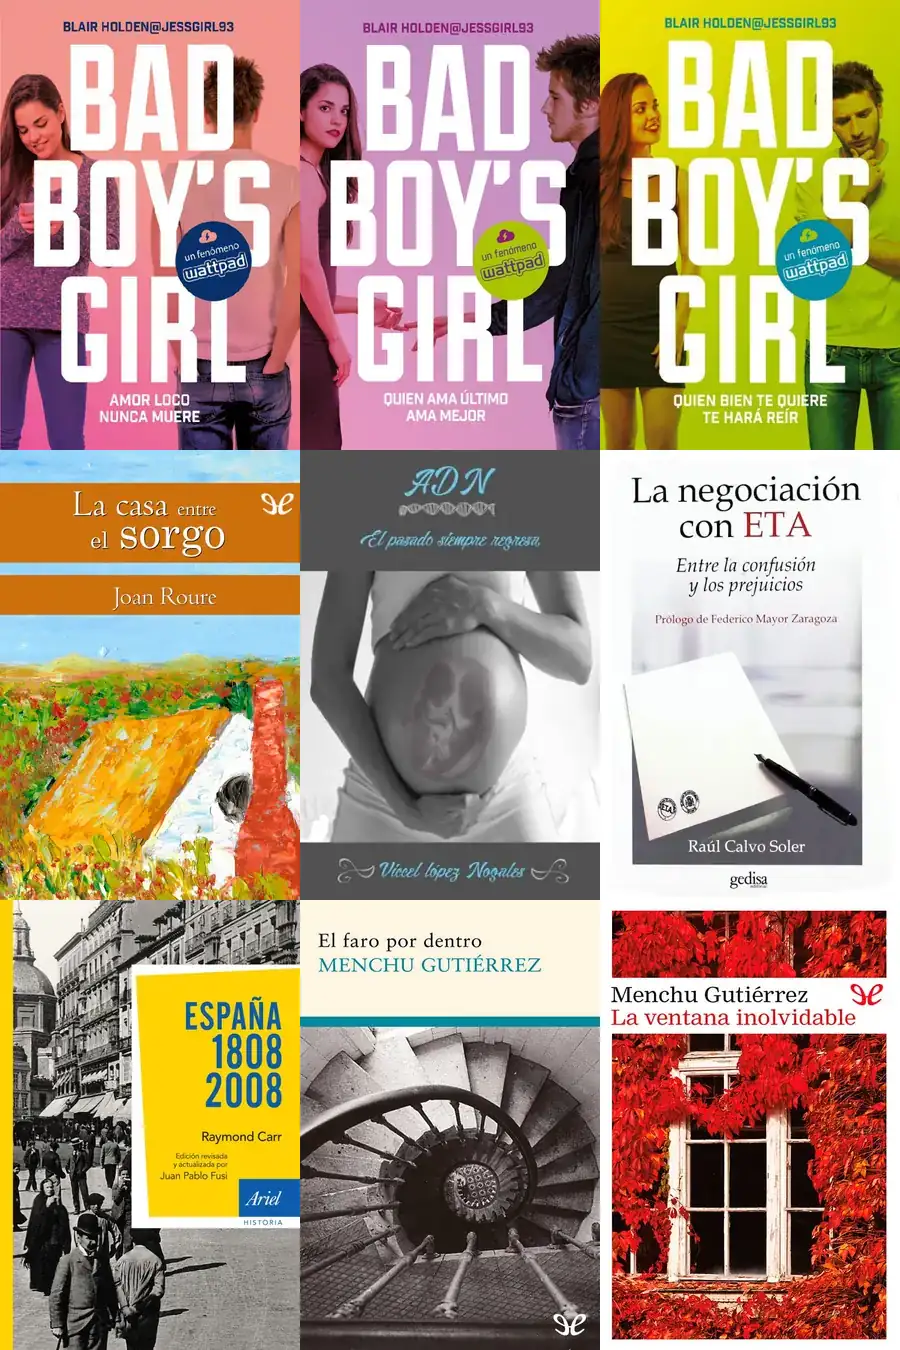 BLAIR HOLDEN@JESSGIRL93
BAD
BOY'S
GIRL
un fenómeno
wattpad
AMOR LOCO
NUNCA MUERE
BLAIR HOLDEN@JESSGIRL93
BAD
BOY'S
GIRL
un fenómeno
wattpad
QUIEN AMA ÚLTIMO
AMA MEJOR
BLAIR HOLDEN@JESSGIRL93
BAD
BOY'S
GIRL
un fenómeno
wattpad
QUIEN BIEN TE QUIERE
TE HARÁ REÍR
La casa entre
el sorgo
Joan Roure
ADN
El pasado siempre regresa
Víccel lópez Nogales
La negociación
con ETA
Entre la confusión
y los prejuicios
Prólogo de Federico Mayor Zaragoza
ETA
Raúl Calvo Soler
gedisa
editorial
ESPAÑA
1808
2008
Raymond Carr
Edición revisada
y actualizada por
Juan Pablo Fusi
Ariel
HISTORIA
El faro por dentro
MENCHU GUTIÉRREZ
Menchu Gutiérrez
La ventana inolvidable